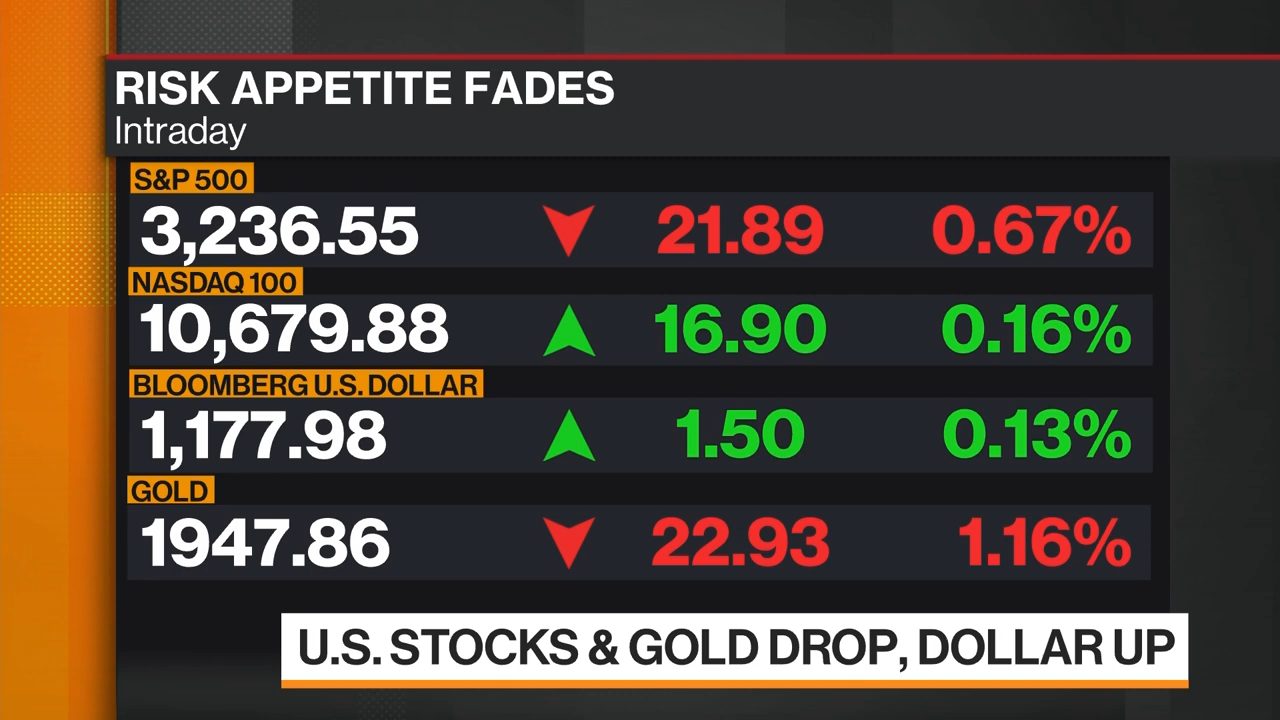 RISK APPETITE FADES
Intraday
S&P 500
3,236.55 ▼ 21.89 0.67%
NASDAQ 100
10,679.88 ▲ 16.90 0.16%
BLOOMBERG U.S. DOLLAR
1,177.98 ▲ 1.50 0.13%
GOLD
1947.86 ▼ 22.93 1.16%
U.S. STOCKS & GOLD DROP, DOLLAR UP